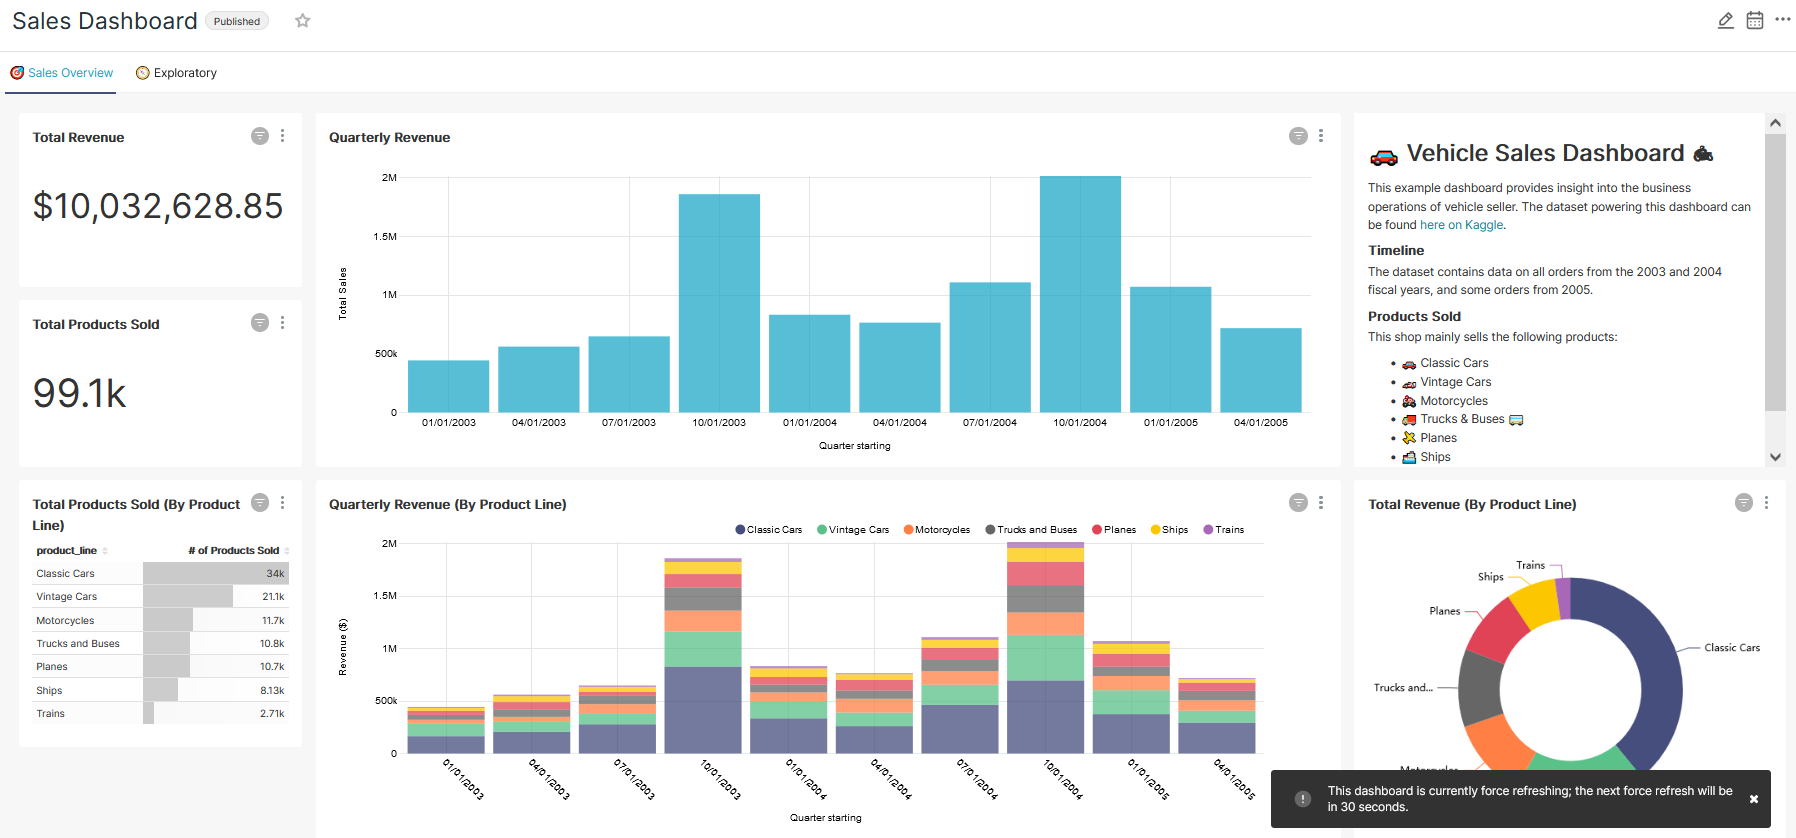 Sales Dashboard
Published
Sales Overview
Exploratory
Total Revenue
$10,032,628.85
Total Products Sold
99.1k
Quarterly Revenue
2M
1.5M
1M
500k
0
Total Sales
01/01/2003
04/01/2003
07/01/2003
10/01/2003
01/01/2004
04/01/2004
07/01/2004
10/01/2004
01/01/2005
04/01/2005
Quarter starting
Vehicle Sales Dashboard
This example dashboard provides insight into the business
operations of vehicle seller. The dataset powering this dashboard can
be found here on Kaggle.
Timeline
The dataset contains data on all orders from the 2003 and 2004
fiscal years, and some orders from 2005.
Products Sold
This shop mainly sells the following products:
Classic Cars
Vintage Cars
Motorcycles
Trucks & Buses
Planes
Ships
Total Products Sold (By Product
Line)
product_line # of Products Sold
Classic Cars 34k
Vintage Cars 21.1k
Motorcycles 11.7k
Trucks and Buses 10.8k
Planes 10.7k
Ships 8.13k
Trains 2.71k
Quarterly Revenue (By Product Line)
Classic Cars Vintage Cars Motorcycles Trucks and Buses Planes Ships Trains
2M
1.5M
1M
500k
0
Revenue ($)
01/01/2003
04/01/2003
07/01/2003
10/01/2003
01/01/2004
04/01/2004
07/01/2004
10/01/2004
01/01/2005
04/01/2005
Quarter starting
Total Revenue (By Product Line)
Trains
Ships
Planes
Classic Cars
Trucks and...
Motorcycles
This dashboard is currently force refreshing; the next force refresh will be
in 30 seconds.